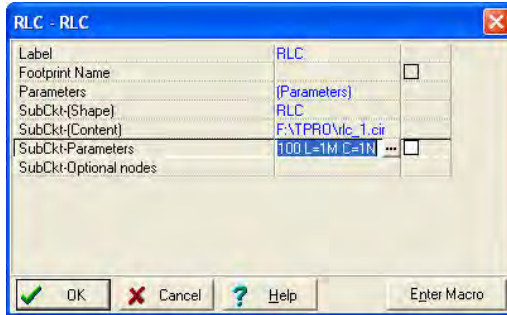 RLC - RLC
Label RLC
Footprint Name
Parameters (Parameters)
SubCkt-(Shape) RLC
SubCkt-(Content) F:\TPRO\rlc_1.cir
SubCkt-Parameters 100 L=1M C=1N ...
SubCkt-Optional nodes
OK Cancel ? Help Enter Macro